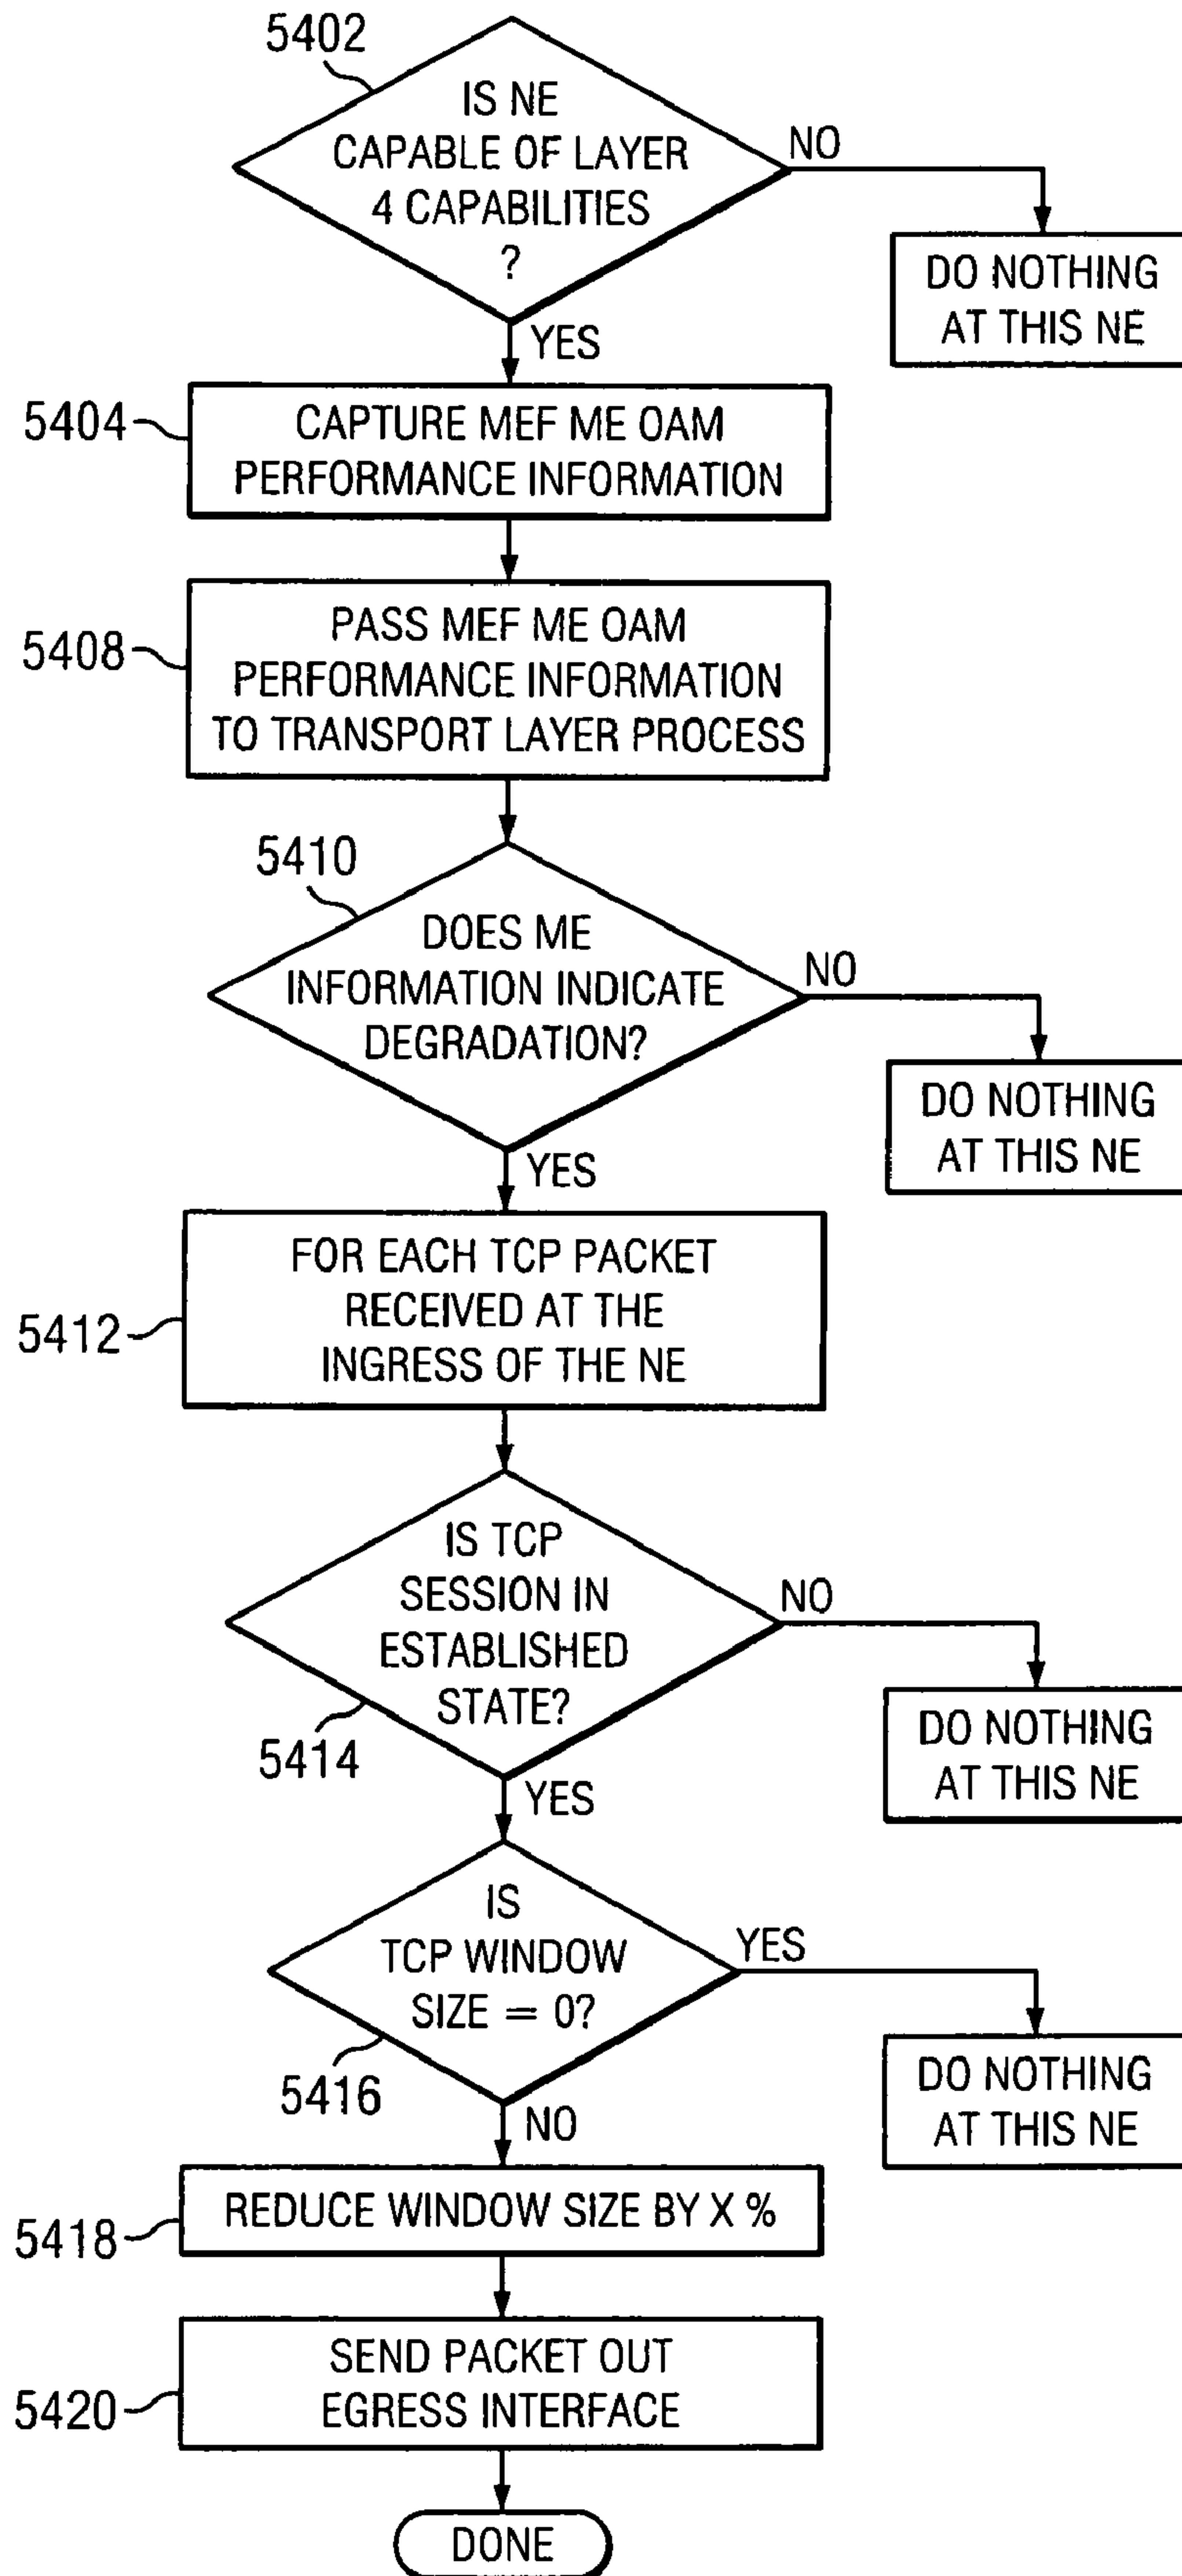 5402
IS NE
CAPABLE OF LAYER
4 CAPABILITIES
?
NO
DO NOTHING
AT THIS NE
YES
5404
CAPTURE MEF ME OAM
PERFORMANCE INFORMATION
5408
PASS MEF ME OAM
PERFORMANCE INFORMATION
TO TRANSPORT LAYER PROCESS
5410
DOES ME
INFORMATION INDICATE
DEGRADATION?
NO
DO NOTHING
AT THIS NE
YES
5412
FOR EACH TCP PACKET
RECEIVED AT THE
INGRESS OF THE NE
IS TCP
SESSION IN
ESTABLISHED
STATE?
5414
NO
DO NOTHING
AT THIS NE
YES
IS
TCP WINDOW
SIZE = 0?
5416
YES
DO NOTHING
AT THIS NE
NO
5418
REDUCE WINDOW SIZE BY X %
5420
SEND PACKET OUT
EGRESS INTERFACE
DONE